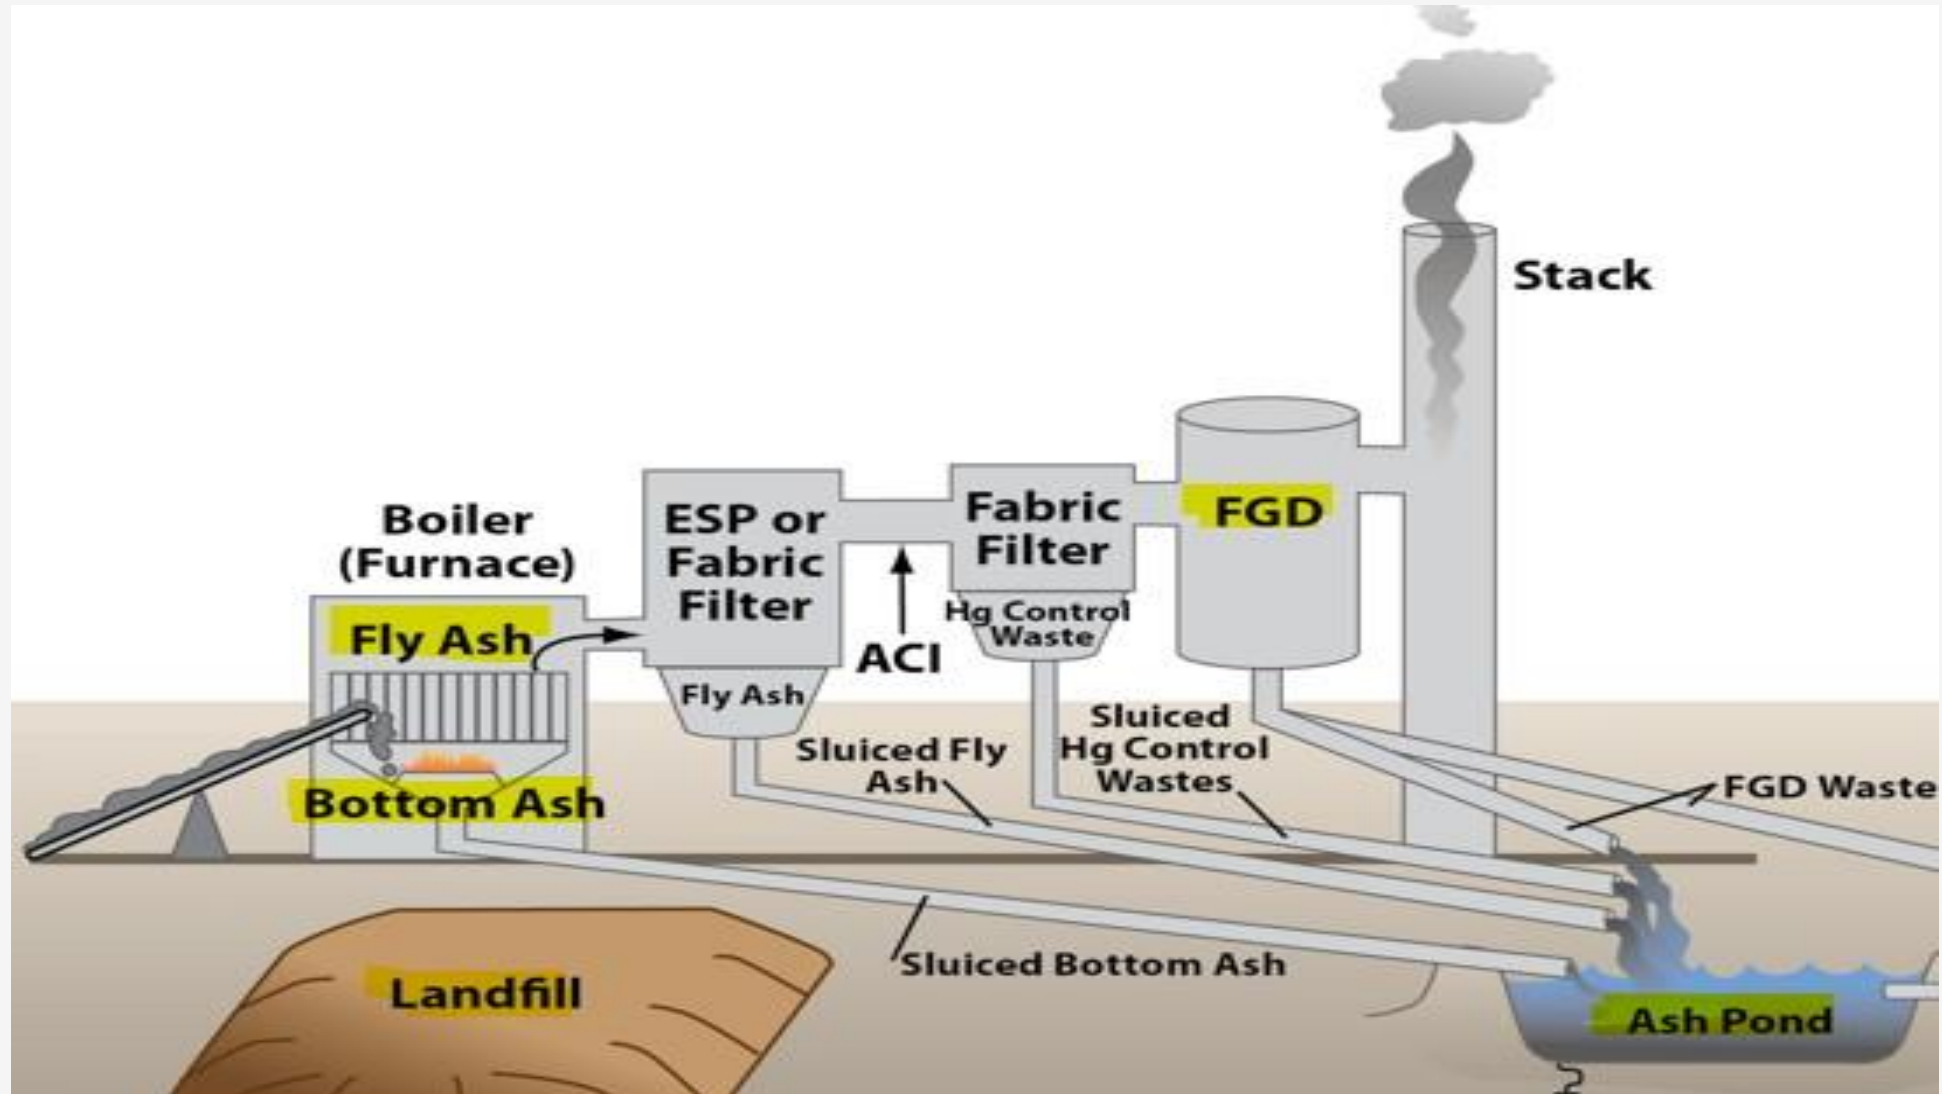 Stack
Boiler
(Furnace)
ESP or
Fabric
Filter
Fabric
Filter
FGD
Fly Ash
Hg Control
Waste
ACI
Fly Ash
Sluiced Fly
Ash
Sluiced
Hg Control
Wastes
FGD Waste
Bottom Ash
Sluiced Bottom Ash
Landfill
Ash Pond